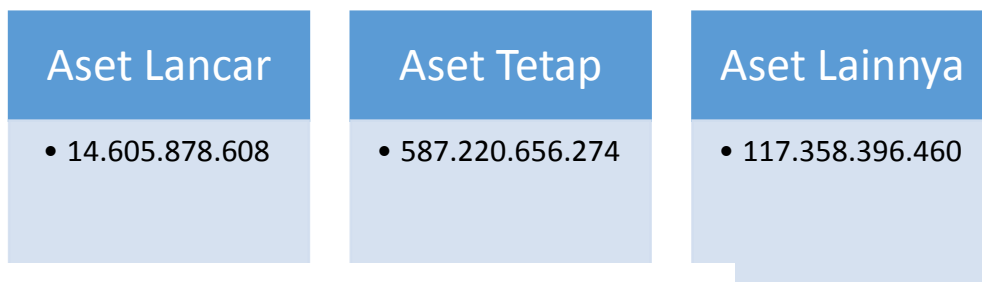 Aset Lancar
• 14.605.878.608
Aset Tetap
• 587.220.656.274
Aset Lainnya
• 117.358.396.460